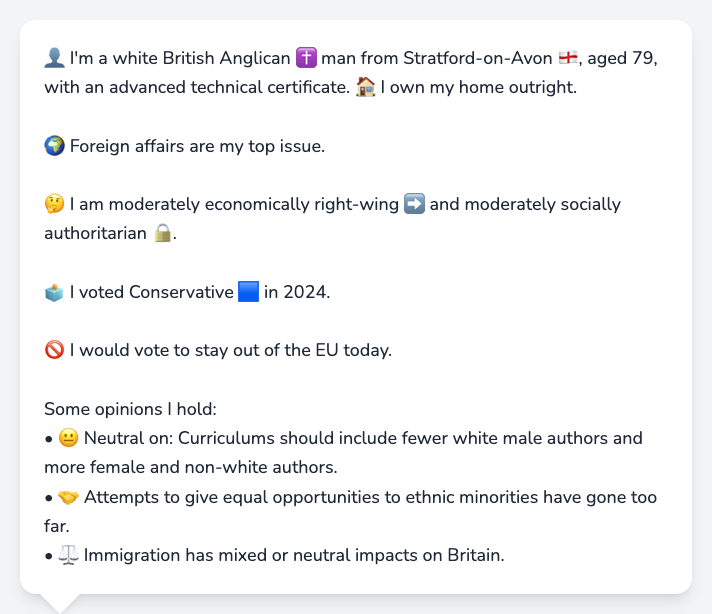 👤 I'm a white British Anglican ✝️ man from Stratford-on-Avon 🏴󠁧󠁢󠁥󠁮󠁧󠁿, aged 79,
with an advanced technical certificate. 🏠 I own my home outright.
🌍 Foreign affairs are my top issue.
🤔 I am moderately economically right-wing ➡️ and moderately socially
authoritarian 🔒.
🗳️ I voted Conservative 🟦 in 2024.
🚫 I would vote to stay out of the EU today.
Some opinions I hold:
• 😐 Neutral on: Curriculums should include fewer white male authors and
more female and non-white authors.
• 🤝 Attempts to give equal opportunities to ethnic minorities have gone too
far.
• ⚖️ Immigration has mixed or neutral impacts on Britain.